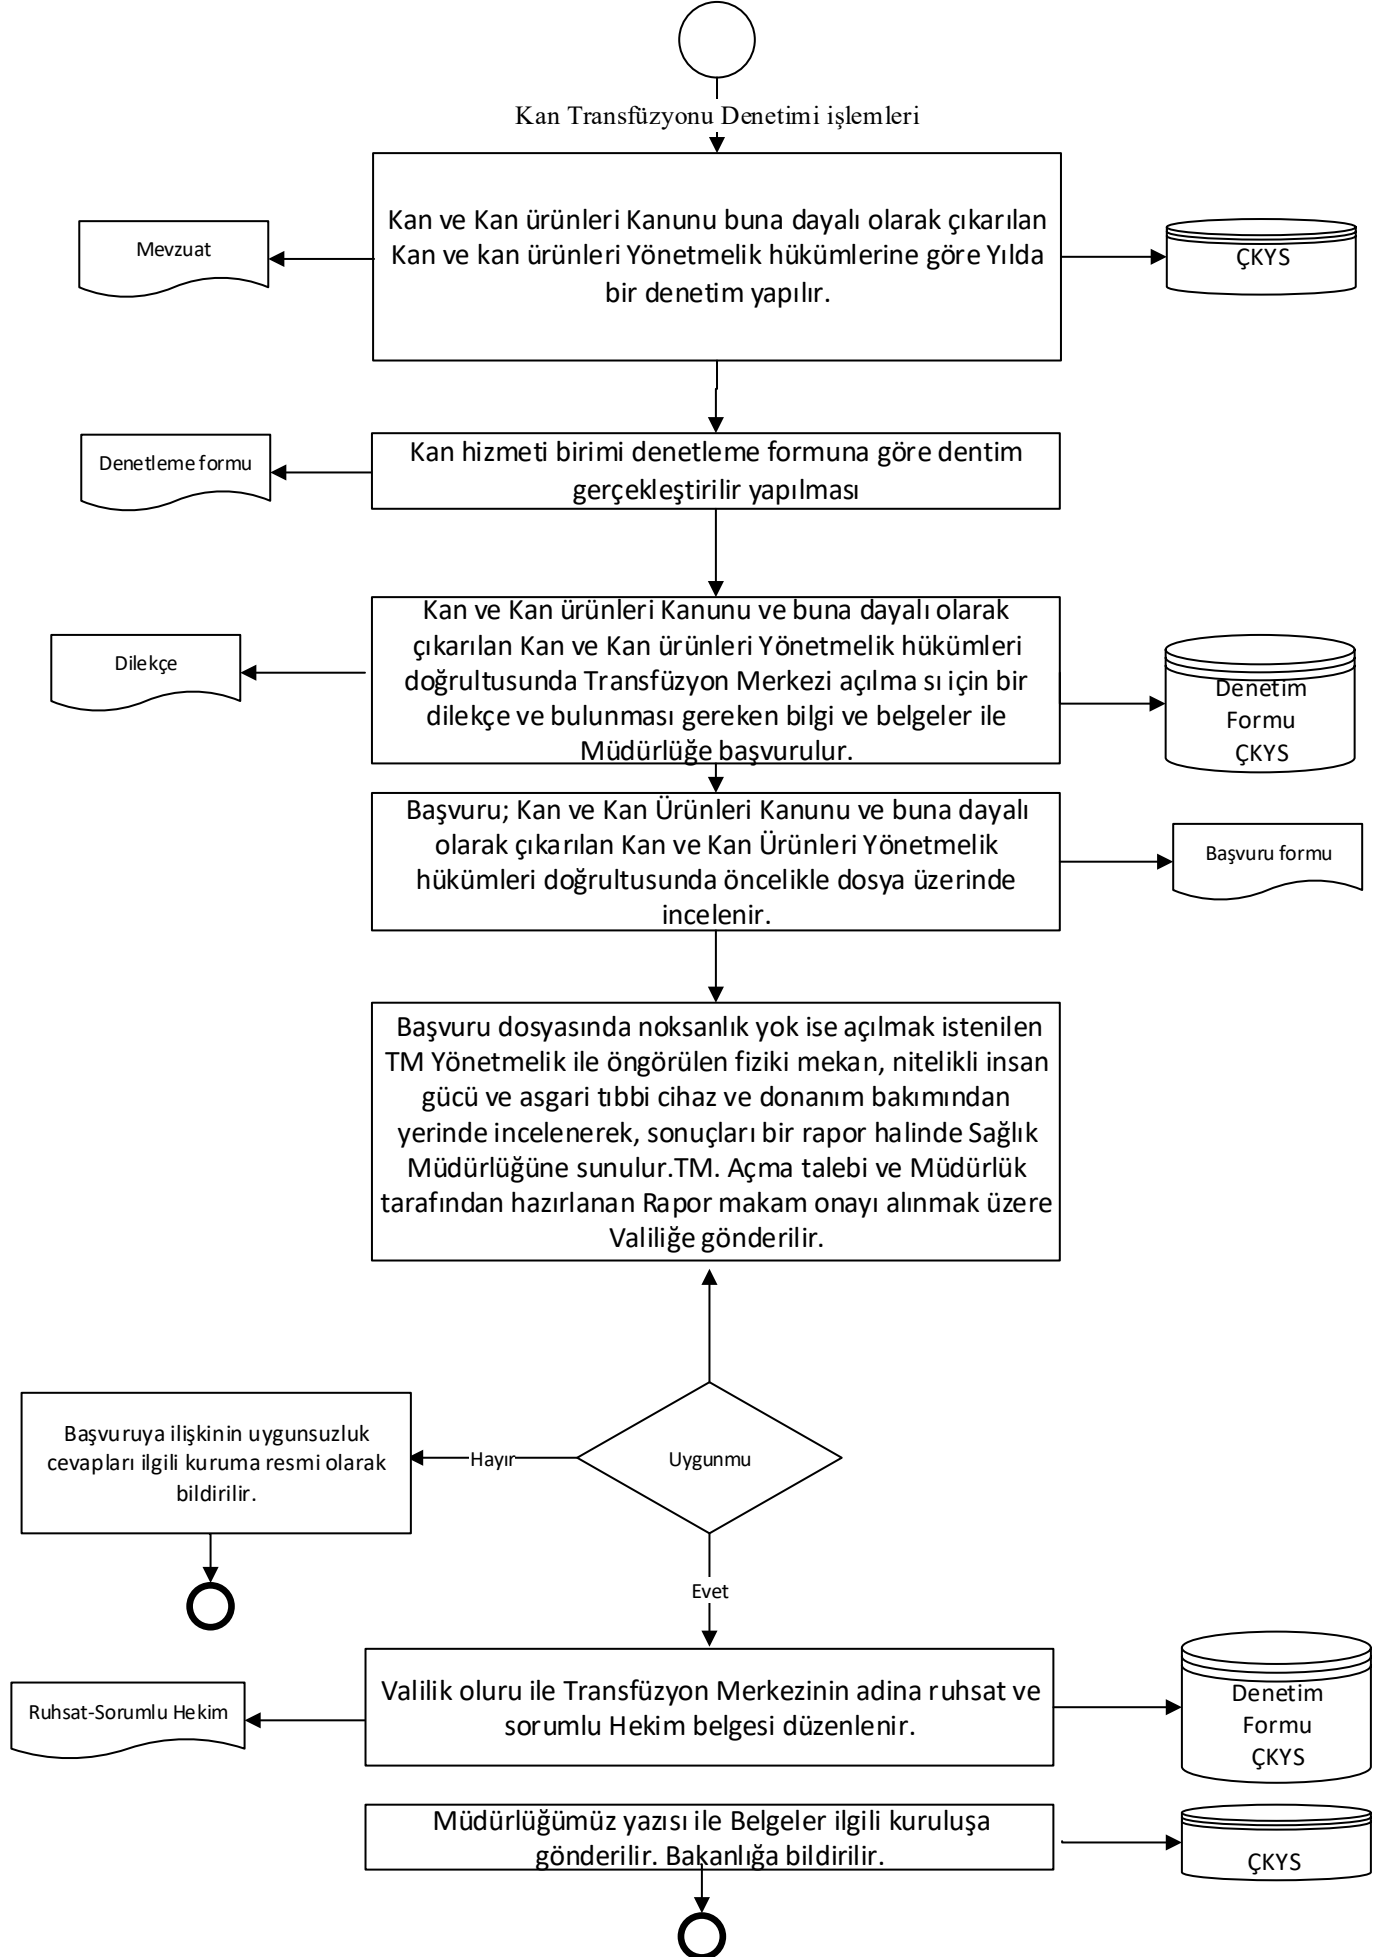 Kan Transfüzyonu Denetimi işlemleri
Kan ve Kan ürünleri Kanunu buna dayalı olarak çıkarılan
Kan ve kan ürünleri Yönetmelik hükümlerine göre Yılda
bir denetim yapılır.
Mevzuat
ÇKYS
Kan hizmeti birimi denetleme formuna göre dentim
gerçekleştirilir yapılması
Denetleme formu
Kan ve Kan ürünleri Kanunu ve buna dayalı olarak
çıkarılan Kan ve Kan ürünleri Yönetmelik hükümleri
doğrultusunda Transfüzyon Merkezi açılma sı için bir
dilekçe ve bulunması gereken bilgi ve belgeler ile
Müdürlüğe başvurulur.
Dilekçe
Denetim
Formu
ÇKYS
Başvuru; Kan ve Kan Ürünleri Kanunu ve buna dayalı
olarak çıkarılan Kan ve Kan Ürünleri Yönetmelik
hükümleri doğrultusunda öncelikle dosya üzerinde
incelenir.
Başvuru formu
Başvuru dosyasında noksanlık yok ise açılmak istenilen
TM Yönetmelik ile öngörülen fiziki mekan, nitelikli insan
gücü ve asgari tıbbi cihaz ve donanım bakımından
yerinde incelenerek, sonuçları bir rapor halinde Sağlık
Müdürlüğüne sunulur.TM. Açma talebi ve Müdürlük
tarafından hazırlanan Rapor makam onayı alınmak üzere
Valiliğe gönderilir.
Başvuruya ilişkinin uygunsuzluk
cevapları ilgili kuruma resmi olarak
bildirilir.
Hayır
Uygunmu
Evet
Valilik oluru ile Transfüzyon Merkezinin adina ruhsat ve
sorumlu Hekim belgesi düzenlenir.
Ruhsat-Sorumlu Hekim
Denetim
Formu
ÇKYS
Müdürlüğümüz yazısı ile Belgeler ilgili kuruluşa
gönderilir. Bakanlığa bildirilir.
ÇKYS